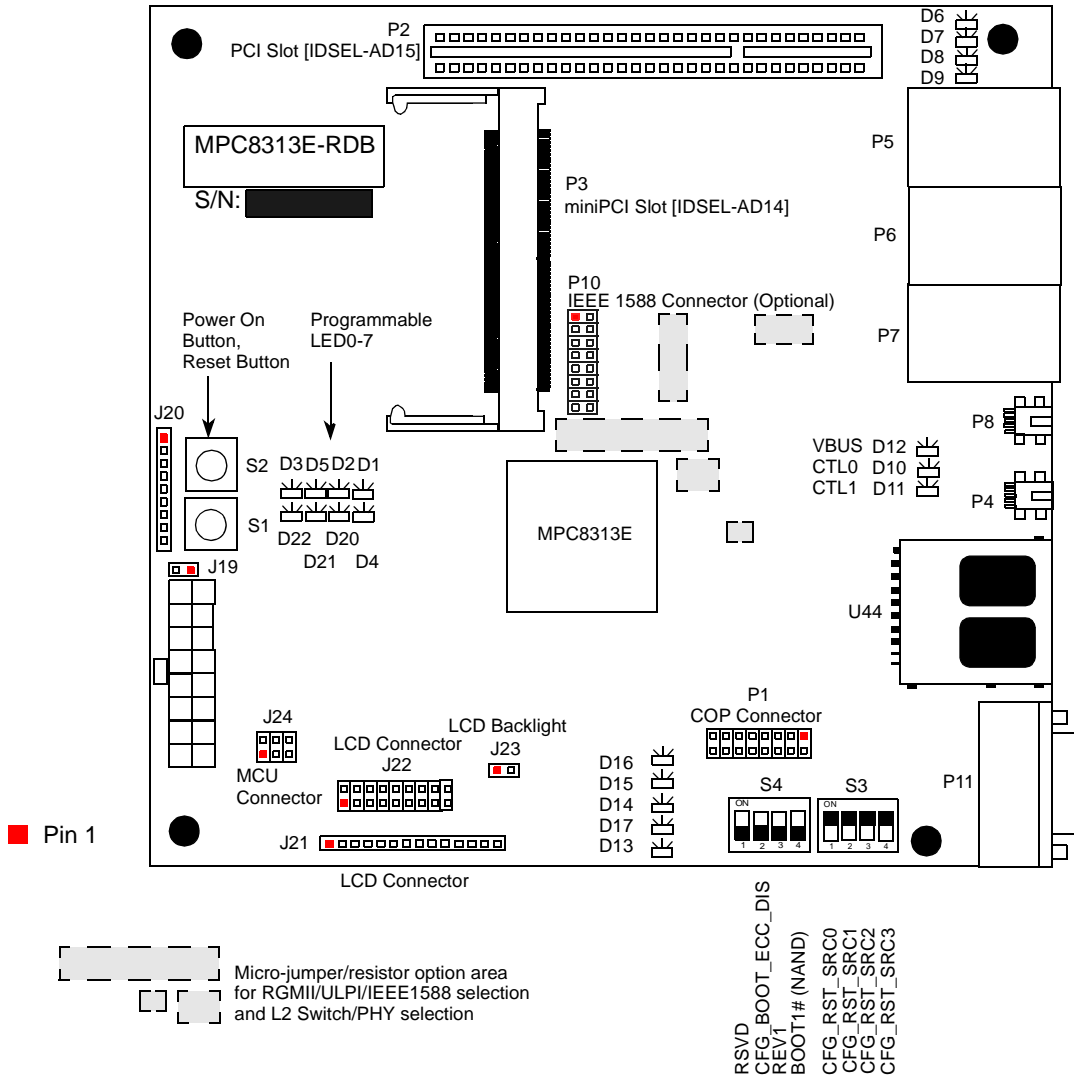 P2
PCI Slot [IDSEL-AD15]
D6
D7
D8
D9
MPC8313E-RDB
S/N:
P5
P3
miniPCI Slot [IDSEL-AD14]
P6
P10
IEEE 1588 Connector (Optional)
Power On
Button,
Reset Button
Programmable
LED0-7
P7
J20
P8
VBUS D12
CTL0 D10
CTL1 D11
S2
D3 D5 D2 D1
P4
S1
D22 D20
D21 D4
MPC8313E
J19
U44
P1
COP Connector
J24
LCD Backlight
J23
LCD Connector
J22
MCU
Connector
D16
D15
D14
D17
D13
S4
S3
ON
1 2 3 4
ON
1 2 3 4
P11
Pin 1
J21
LCD Connector
RSVD
CFG_BOOT_ECC_DIS
REV1
BOOT1# (NAND)
CFG_RST_SRC0
CFG_RST_SRC1
CFG_RST_SRC2
CFG_RST_SRC3
Micro-jumper/resistor option area
for RGMII/ULPI/IEEE1588 selection
and L2 Switch/PHY selection